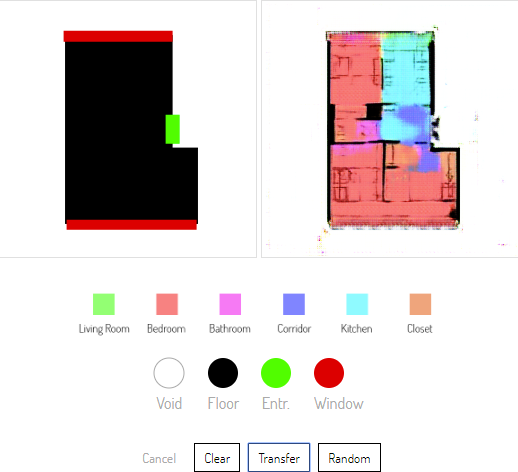 Living Room Bedroom Bathroom Corridor Kitchen Closet
Void Floor Entr. Window
Cancel Clear Transfer Random